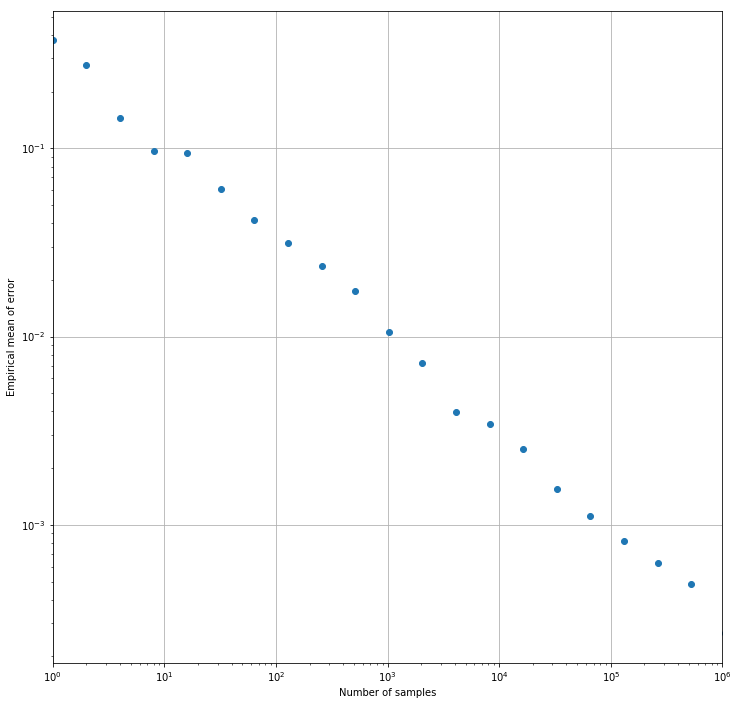 Empirical mean of error
10⁻¹
10⁻²
10⁻³
10⁰ 10¹ 10² 10³ 10⁴ 10⁵ 10⁶
Number of samples